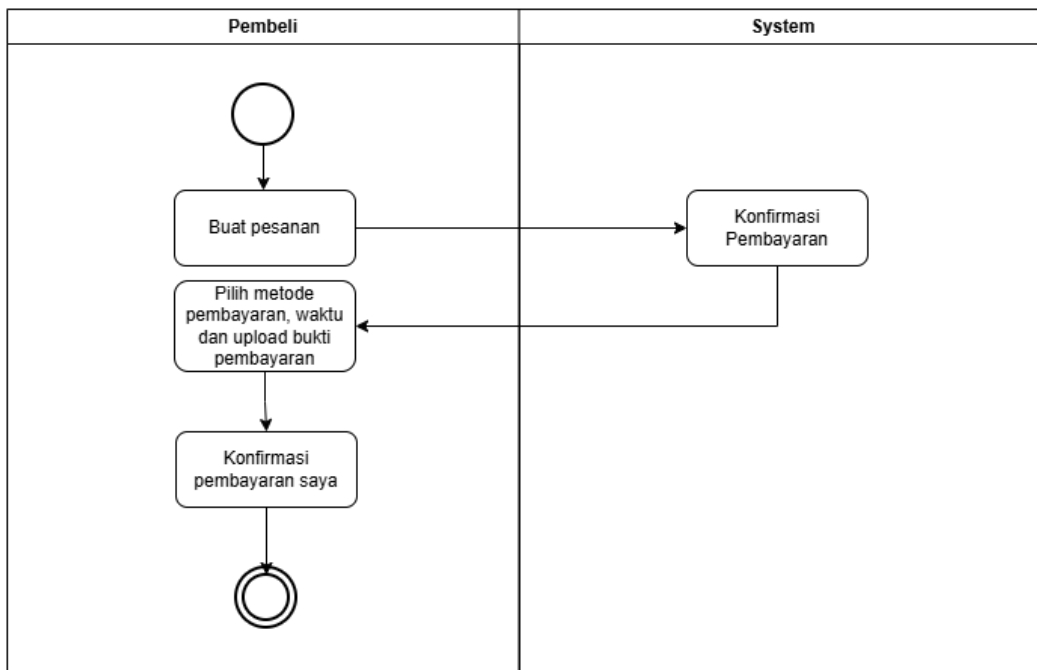 Pembeli
System
Buat pesanan
Konfirmasi
Pembayaran
Pilih metode
pembayaran, waktu
dan upload bukti
pembayaran
Konfirmasi
pembayaran saya